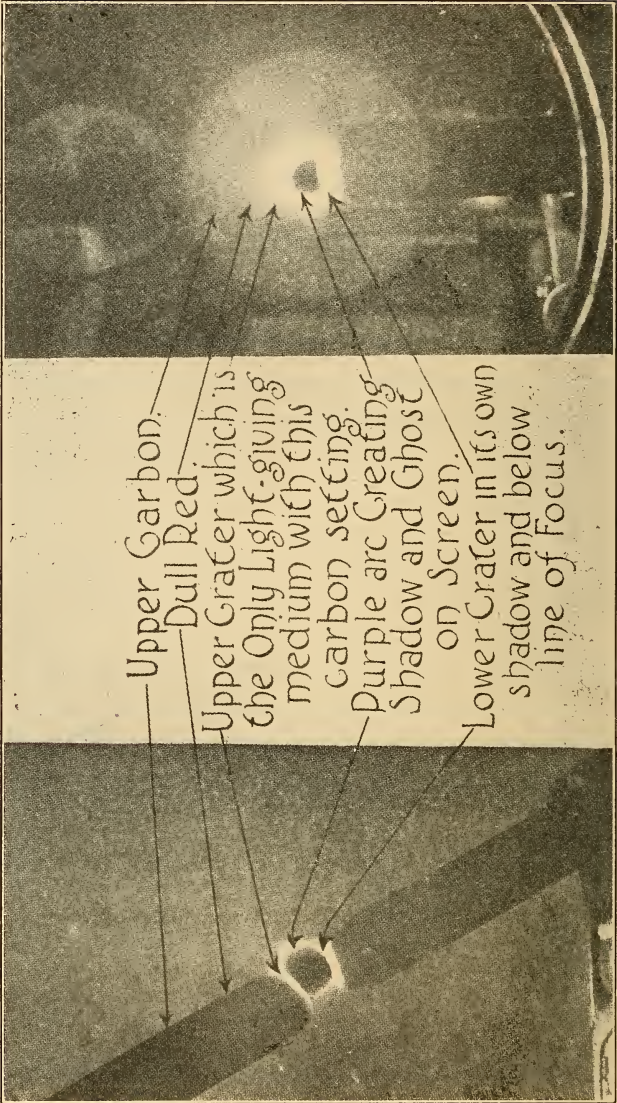 Upper Carbon.
Dull Red.
Upper Crater which is
the Only Light-giving
medium with this
carbon setting.
Purple arc Creating
Shadow and Ghost
on Screen.
Lower Crater in its own
shadow and below
line of Focus.